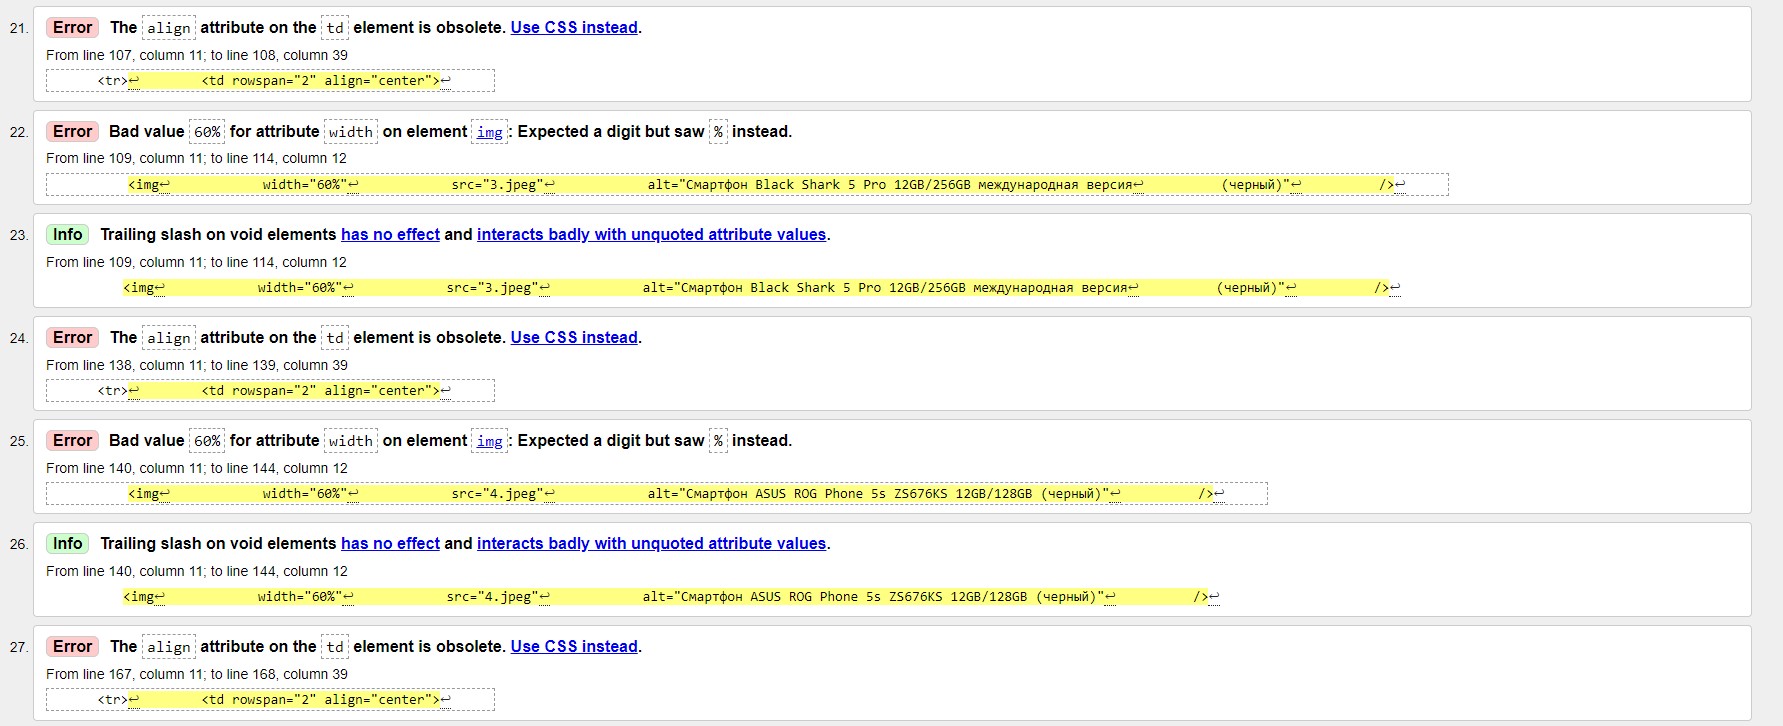 21. Error The align attribute on the td element is obsolete. Use CSS instead.
From line 107, column 11; to line 108, column 39
<tr>↩ <td rowspan="2" align="center">↩
22. Error Bad value 60% for attribute width on element img: Expected a digit but saw % instead.
From line 109, column 11; to line 114, column 12
<img↩ width="60%"↩ src="3.jpeg"↩ alt="Смартфон Black Shark 5 Pro 12GB/256GB международная версия↩ (черный)"↩ />↩
23. Info Trailing slash on void elements has no effect and interacts badly with unquoted attribute values.
From line 109, column 11; to line 114, column 12
<img↩ width="60%"↩ src="3.jpeg"↩ alt="Смартфон Black Shark 5 Pro 12GB/256GB международная версия↩ (черный)"↩ />↩
24. Error The align attribute on the td element is obsolete. Use CSS instead.
From line 138, column 11; to line 139, column 39
<tr>↩ <td rowspan="2" align="center">↩
25. Error Bad value 60% for attribute width on element img: Expected a digit but saw % instead.
From line 140, column 11; to line 144, column 12
<img↩ width="60%"↩ src="4.jpeg"↩ alt="Смартфон ASUS ROG Phone 5s ZS676KS 12GB/128GB (черный)"↩ />↩
26. Info Trailing slash on void elements has no effect and interacts badly with unquoted attribute values.
From line 140, column 11; to line 144, column 12
<img↩ width="60%"↩ src="4.jpeg"↩ alt="Смартфон ASUS ROG Phone 5s ZS676KS 12GB/128GB (черный)"↩ />↩
27. Error The align attribute on the td element is obsolete. Use CSS instead.
From line 167, column 11; to line 168, column 39
<tr>↩ <td rowspan="2" align="center">↩